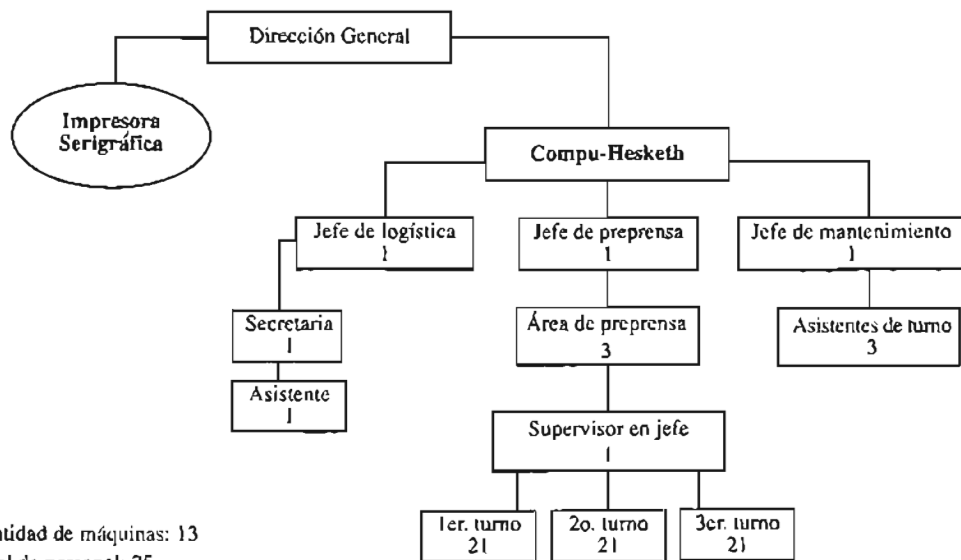 Dirección General
Impresora
Serigráfica
Compu-Hesketh
Jefe de logística
1
Jefe de preprensa
1
Jefe de mantenimiento
1
Secretaria
1
Área de preprensa
3
Asistentes de turno
3
Asistente
1
Supervisor en jefe
1
1er. turno
21
2o. turno
21
3er. turno
21
tidad de máquinas: 13